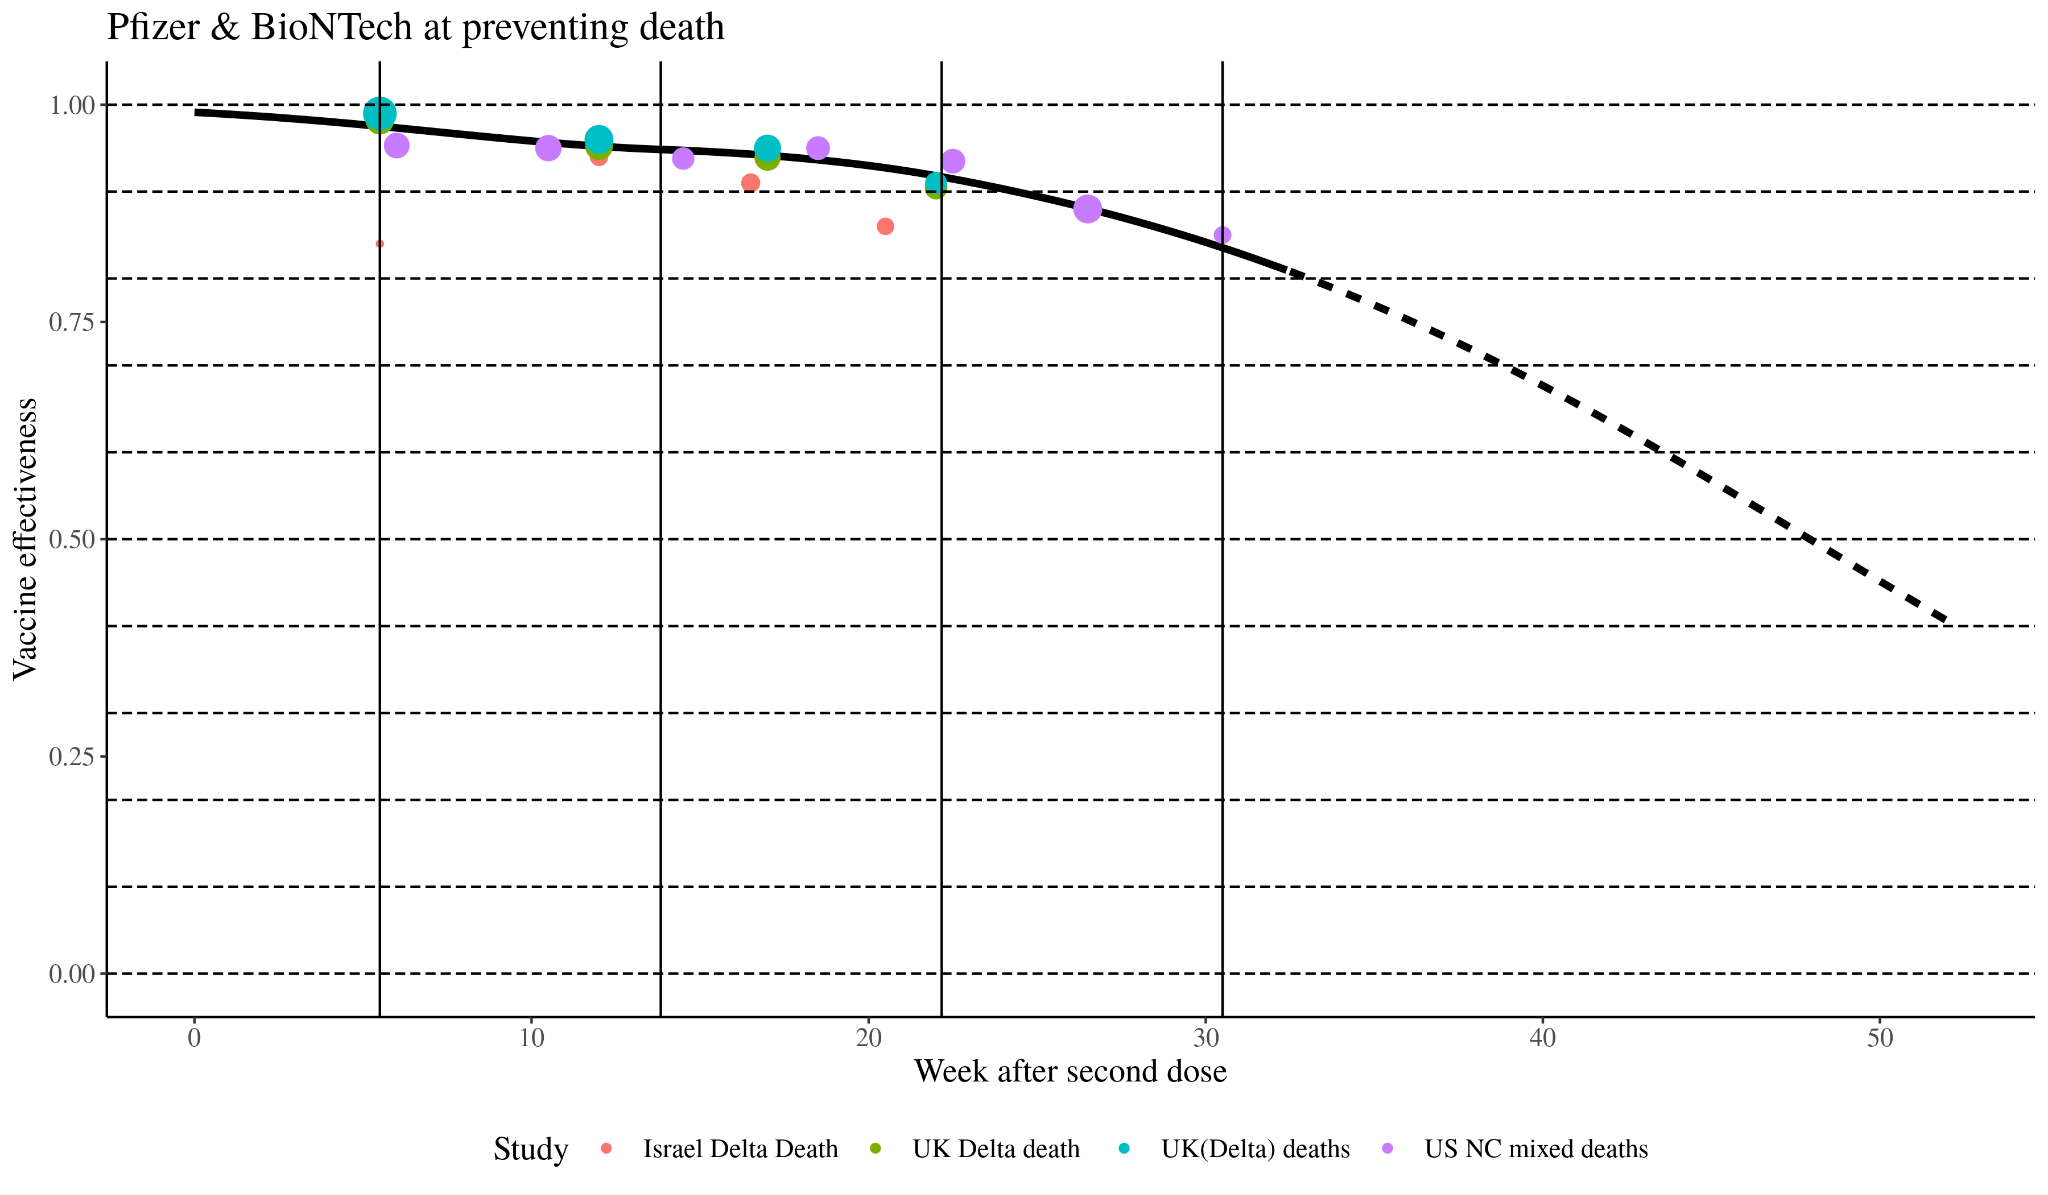 Pfizer & BioNTech at preventing death
1.00
0.75
0.50
0.25
0.00
Vaccine effectiveness
0 10 20 30 40 50
Week after second dose
Study Israel Delta Death UK Delta death UK(Delta) deaths US NC mixed deaths